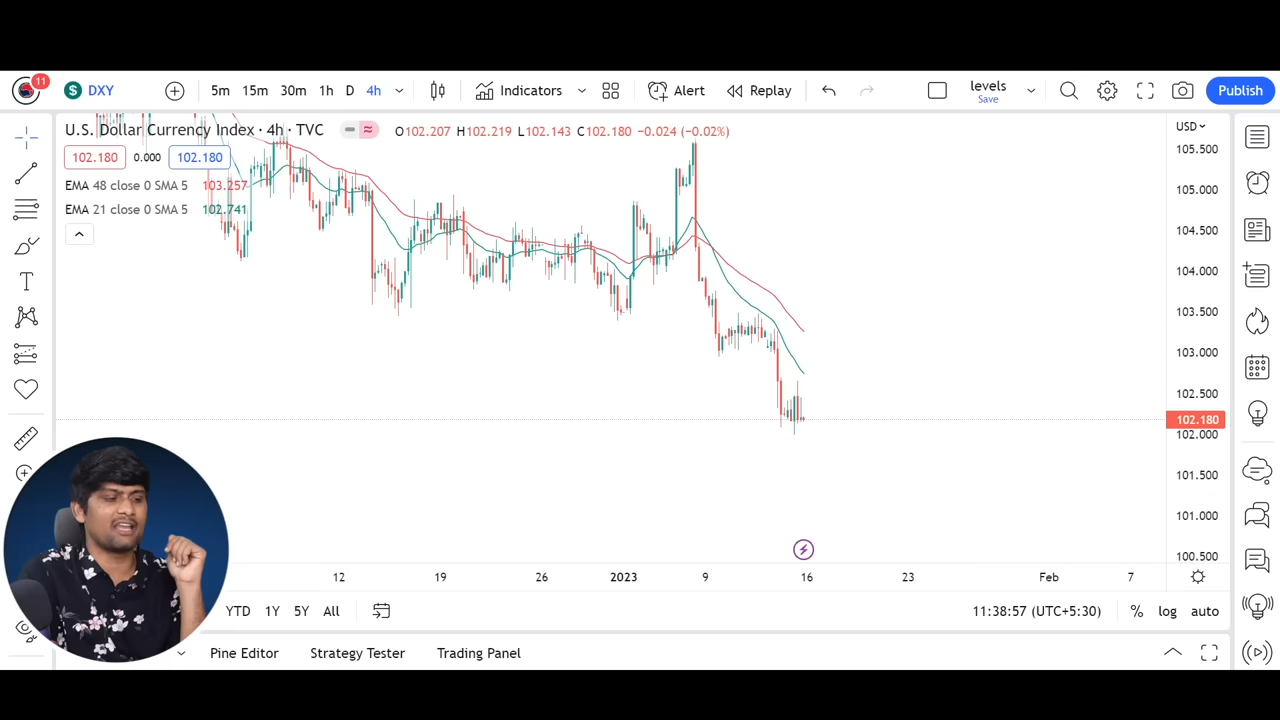 11
$ DXY 5m 15m 30m 1h D 4h Indicators Alert Replay levels Save Publish
U.S. Dollar Currency Index · 4h · TVC O102.207 H102.219 L102.143 C102.180 −0.024 (−0.02%)
USD
102.180 0.000 102.180
EMA 48 close 0 SMA 5 103.257
EMA 21 close 0 SMA 5 102.741
105.500
105.000
104.500
104.000
103.500
103.000
102.500
102.180
102.000
101.500
101.000
100.500
12 19 26 2023 9 16 23 Feb 7
YTD 1Y 5Y All 11:38:57 (UTC+5:30) % log auto
Pine Editor Strategy Tester Trading Panel